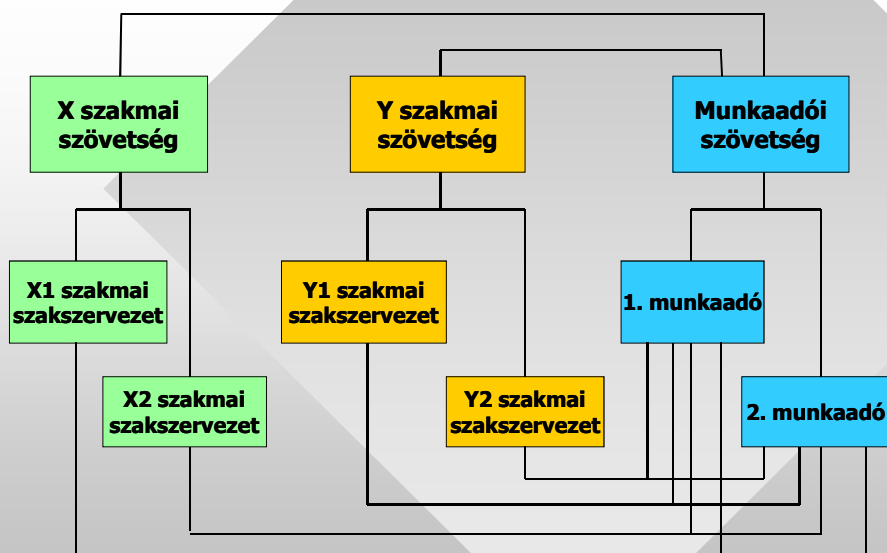 X szakmai
szövetség
Y szakmai
szövetség
Munkaadói
szövetség
X1 szakmai
szakszervezet
Y1 szakmai
szakszervezet
1. munkaadó
X2 szakmai
szakszervezet
Y2 szakmai
szakszervezet
2. munkaadó